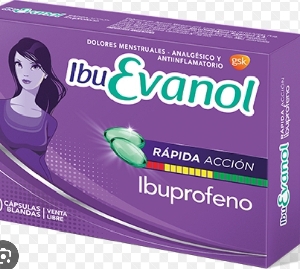 DOLORES MENSTRUALES - ANALGÉSICO Y
ANTIINFLAMATORIO
gsk
IbuEvanol
RÁPIDA ACCIÓN
Ibuprofeno
CÁPSULAS
BLANDAS
VENTA
LIBRE